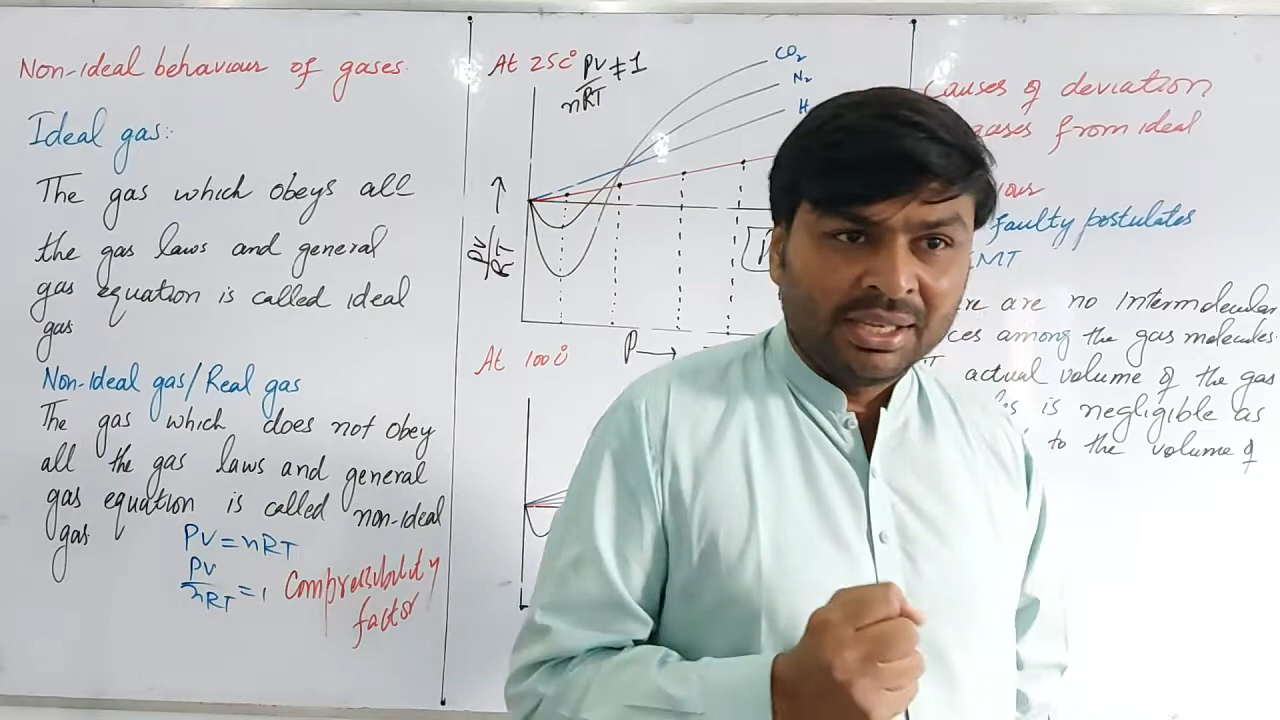 Non-ideal behaviour of gases
Ideal gas:
The gas which obeys all
the gas laws and general
gas equation is called ideal
gas
Non-Ideal gas/Real gas
The gas which does not obey
all the gas laws and general
gas equation is called non-ideal
gas
PV = nRT
PV/nRT = 1 Compressibility
factor
At 25C°
PV/nRT ≠ 1
CO2
N2
H
PV/RT
P →
At 100C°
Causes of deviation
gases from ideal
faulty postulates
KMT
are no Intermolecular
among the gas molecules.
actual volume of the gas
is negligible as
to the volume of